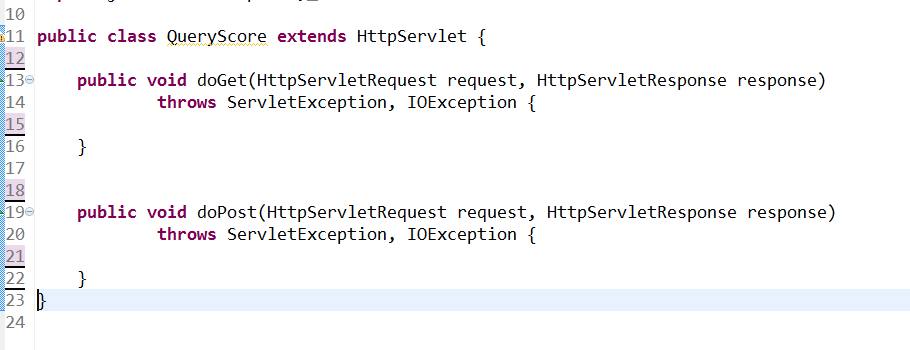 10
11 public class QueryScore extends HttpServlet {
12
13 public void doGet(HttpServletRequest request, HttpServletResponse response)
14 throws ServletException, IOException {
15
16 }
17
18
19 public void doPost(HttpServletRequest request, HttpServletResponse response)
20 throws ServletException, IOException {
21
22 }
23 }
24